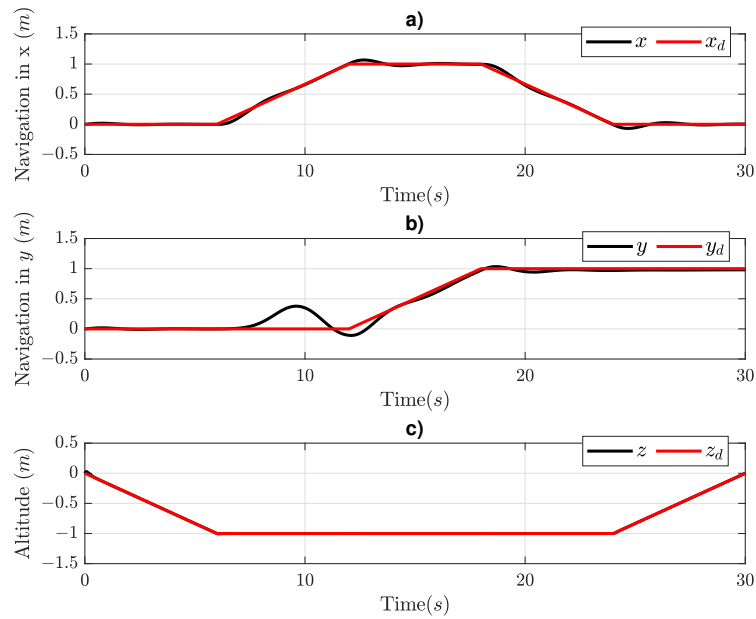 a)
Navigation in x (m)
1.5
1
0.5
0
−0.5
x x_d
0 10 20 30
Time(s)
b)
Navigation in y (m)
1.5
1
0.5
0
−0.5
y y_d
0 10 20 30
Time(s)
c)
Altitude (m)
0.5
0
−0.5
−1
−1.5
z z_d
0 10 20 30
Time(s)